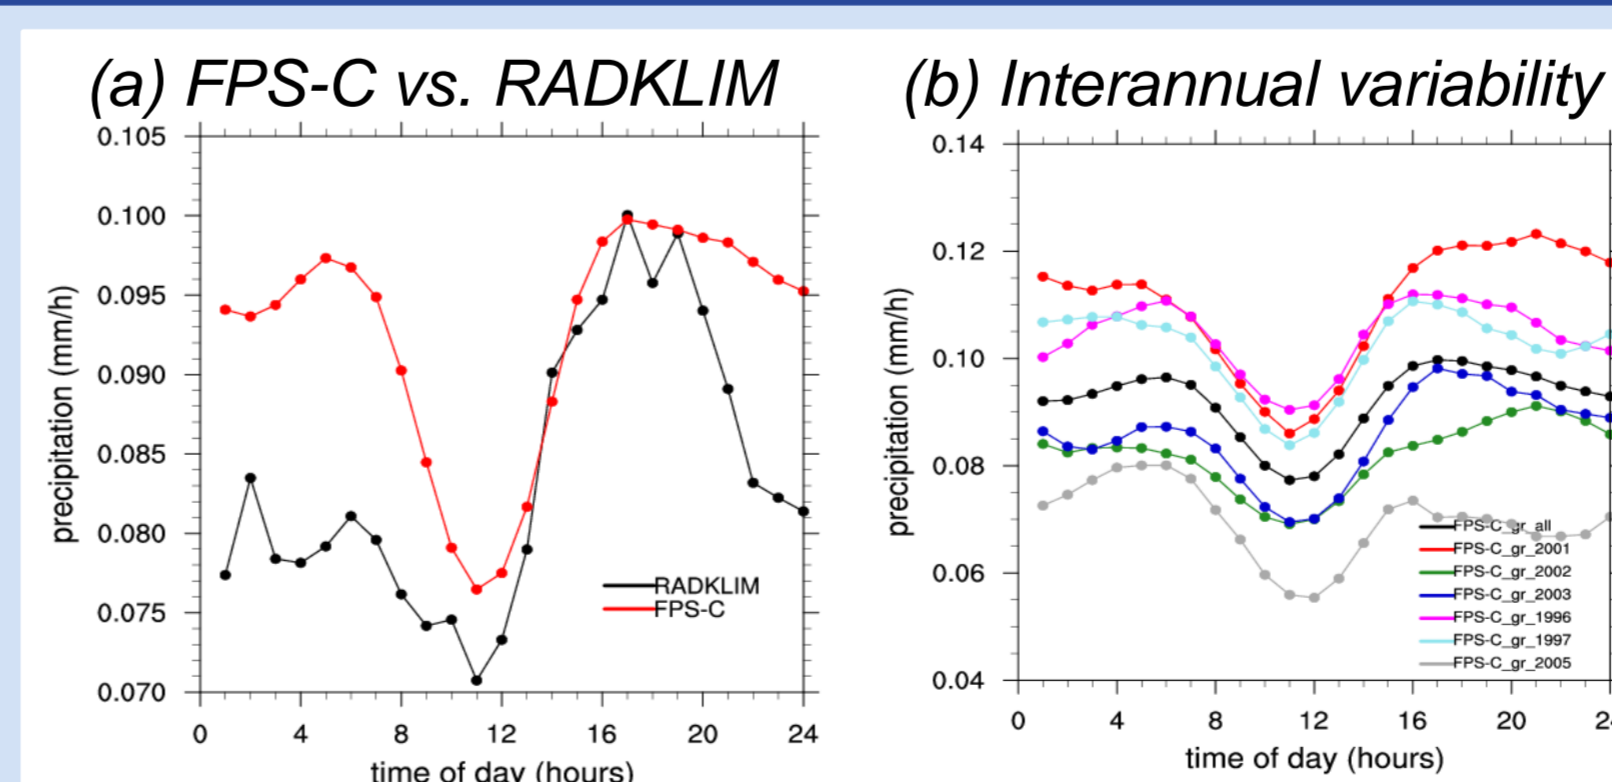 (a) FPS-C vs. RADKLIM
0.105
0.100
0.095
0.090
0.085
0.080
0.075
0.070
precipitation (mm/h)
RADKLIM
FPS-C
0 4 8 12 16 20 24
time of day (hours)
(b) Interannual variability
0.14
0.12
0.10
0.08
0.06
0.04
precipitation (mm/h)
FPS-C_gr_all
FPS-C_gr_2001
FPS-C_gr_2002
FPS-C_gr_2003
FPS-C_gr_1996
FPS-C_gr_1997
FPS-C_gr_2005
0 4 8 12 16 20 24
time of day (hours)